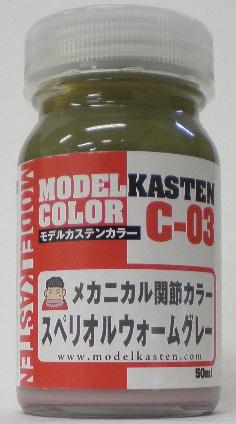 MODELKASTEN
MODEL KASTEN
COLOR C-03
モデルカステンカラー
メカニカル関節カラー
スペリオルウォームグレー
www.modelkasten.com
50ml